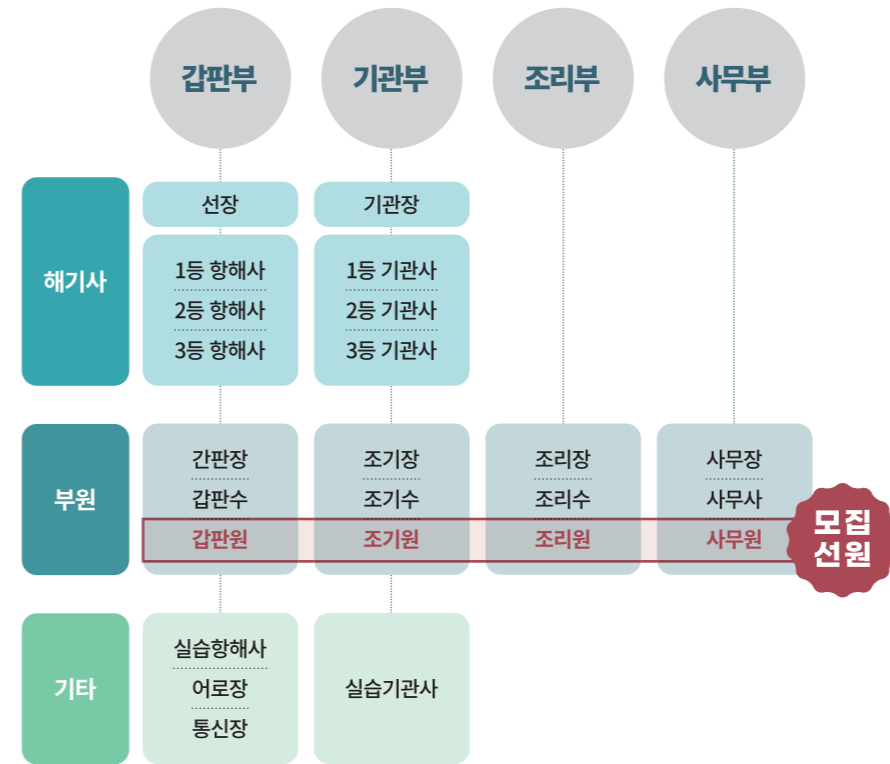 갑판부 기관부 조리부 사무부
해기사
선장 기관장
1등 항해사 1등 기관사
2등 항해사 2등 기관사
3등 항해사 3등 기관사
부원
간판장 조기장 조리장 사무장
갑판수 조기수 조리수 사무사
갑판원 조기원 조리원 사무원
모집
선원
기타
실습항해사
어로장
통신장
실습기관사